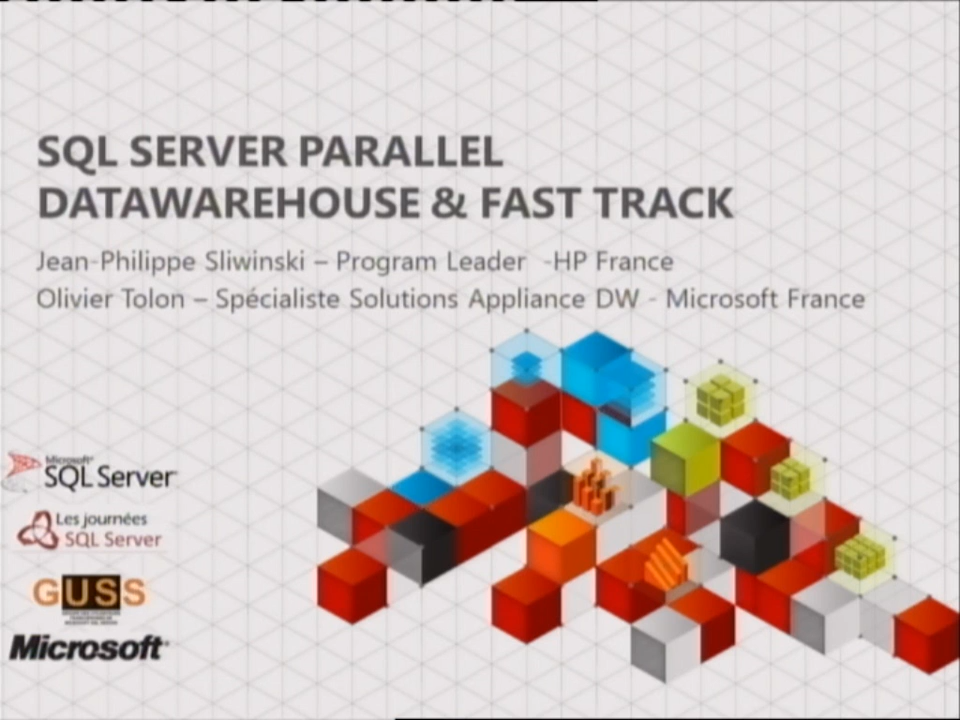 SQL SERVER PARALLEL
DATAWAREHOUSE & FAST TRACK
Jean-Philippe Sliwinski – Program Leader -HP France
Olivier Tolon – Spécialiste Solutions Appliance DW - Microsoft France
Microsoft
SQL Server
Les journées
SQL Server
GUSS
Microsoft